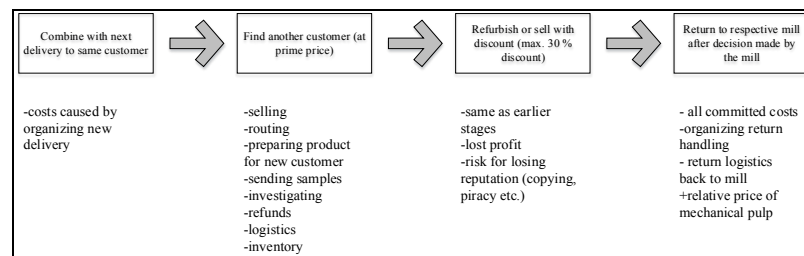 Combine with next
delivery to same customer
Find another customer (at
prime price)
Refurbish or sell with
discount (max. 30 %
discount)
Return to respective mill
after decision made by
the mill
-costs caused by
organizing new
delivery
-selling
-routing
-preparing product
for new customer
-sending samples
-investigating
-refunds
-logistics
-inventory
-same as earlier
stages
-lost profit
-risk for losing
reputation (copying,
piracy etc.)
- all committed costs
-organizing return
handling
- return logistics
back to mill
+relative price of
mechanical pulp